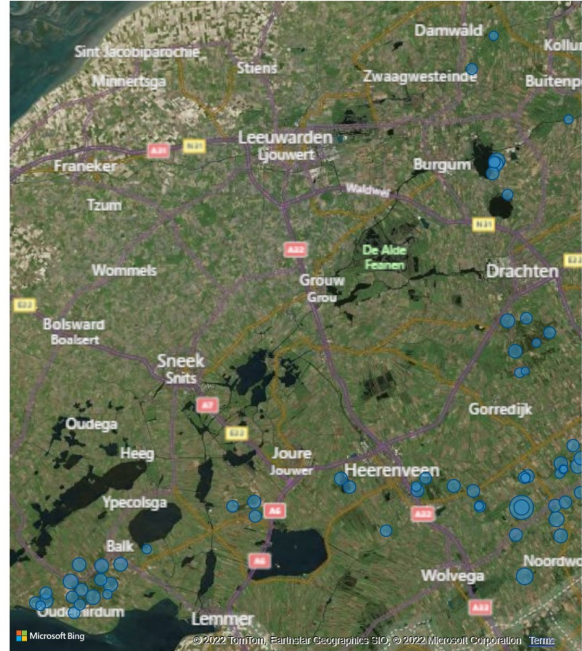 Damwâld
Sint Jacobiparochie
Kollu
Stiens
Zwaagwesteinde
Minnertsga
Buitenp
Leeuwarden
Ljouwert
N31
A31
Franeker
Burgum
Waldwei
Tzum
N31
A32
De Alde
Feanen
E22
Wommels
Drachten
Grouw
Grou
E22
Bolsward
Boalsert
Sneek
Snits
A7
Gorredijk
Oudega
E22
Heeg
Joure
Jouwer
Heerenveen
Ypecolsga
A6
A32
Balk
A6
Noordwo
Wolvega
Oudemirdum
A32
Lemmer
Microsoft Bing
© 2022 TomTom, Earthstar Geographics SIO, © 2022 Microsoft Corporation Terms